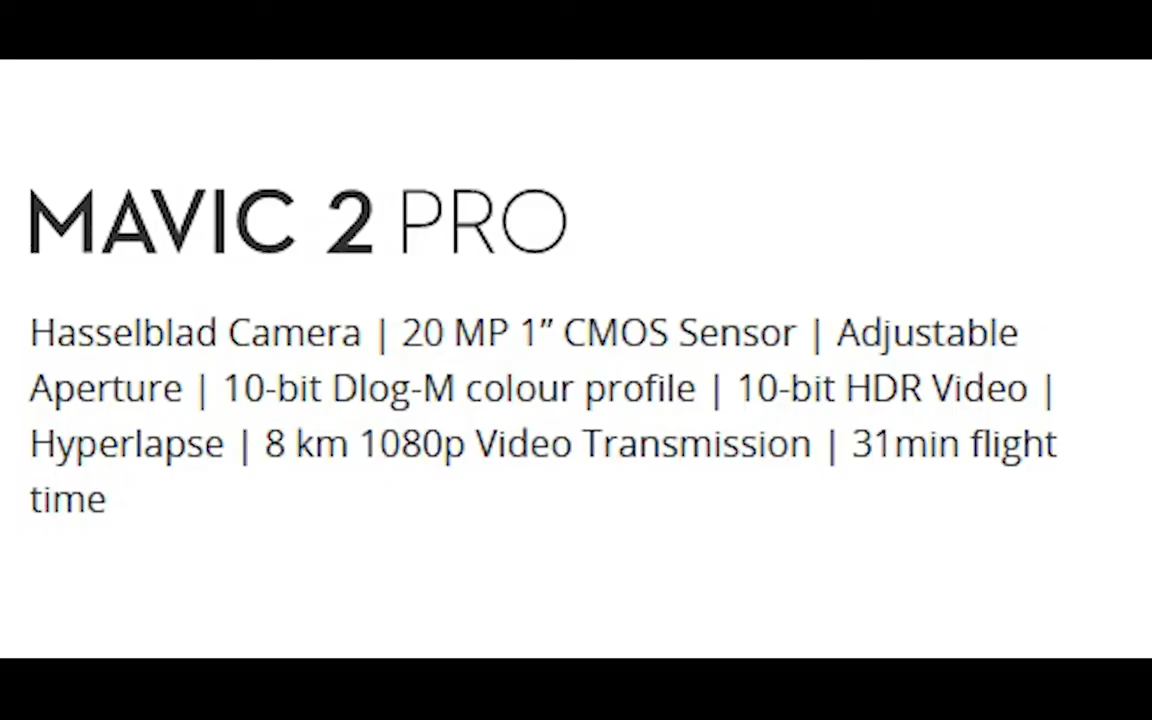 MAVIC 2 PRO
Hasselblad Camera | 20 MP 1” CMOS Sensor | Adjustable
Aperture | 10-bit Dlog-M colour profile | 10-bit HDR Video |
Hyperlapse | 8 km 1080p Video Transmission | 31min flight
time